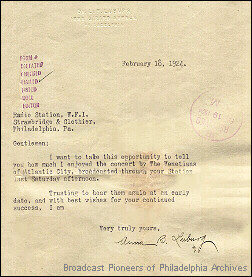 February 18, 1924.
Radio Station, W.F.I.
Strawbridge & Clothier,
Philadelphia, Pa.
Gentlemen:
I want to take this opportunity to tell
you how much I enjoyed the concert by The Venetians
of Atlantic City, broadcasted through your Station
last Saturday afternoon.
Trusting to hear them again at an early
date, and with best wishes for your continued
success, I am
Very truly yours,
Anna B.
Broadcast Pioneers of Philadelphia Archives